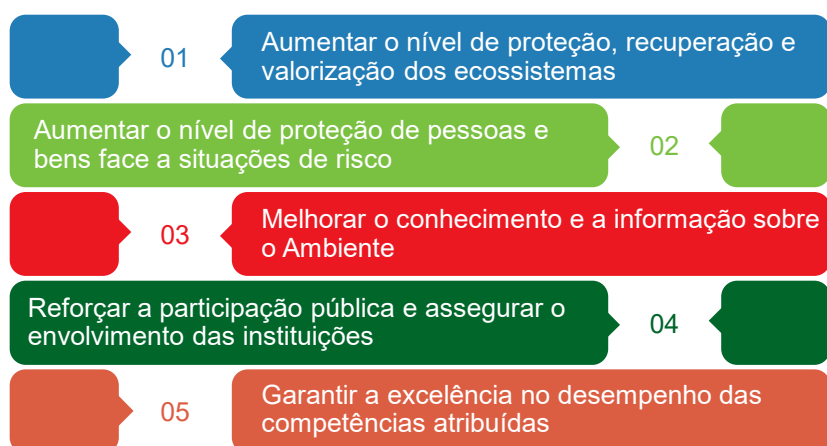 01
Aumentar o nível de proteção, recuperação e
valorização dos ecossistemas
Aumentar o nível de proteção de pessoas e
bens face a situações de risco
02
03
Melhorar o conhecimento e a informação sobre
o Ambiente
Reforçar a participação pública e assegurar o
envolvimento das instituições
04
05
Garantir a excelência no desempenho das
competências atribuídas